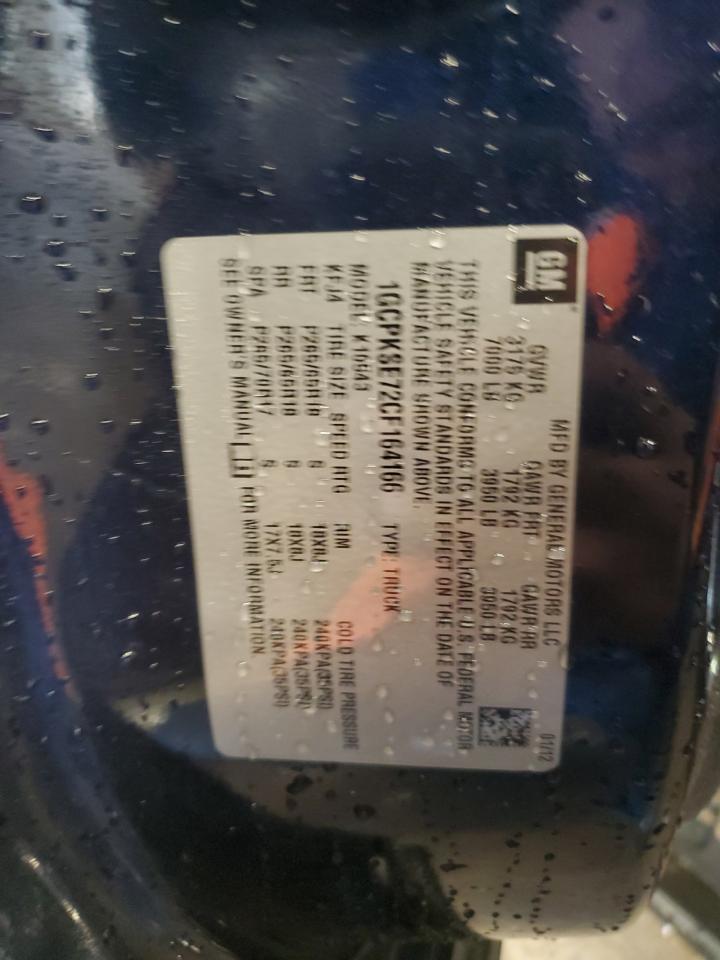 GM
MFD BY GENERAL MOTORS LLC 01/12
GVWR GAWR FRT GAWR RR
3175 KG 1792 KG 1792 KG
7000 LB 3950 LB 3950 LB
THIS VEHICLE CONFORMS TO ALL APPLICABLE U.S. FEDERAL MOTOR
VEHICLE SAFETY STANDARDS IN EFFECT ON THE DATE OF
MANUFACTURE SHOWN ABOVE.
1GCPKSE72CF164166 TYPE: TRUCK
MODEL: K10543
TIRE SIZE SPEED RTG RIM COLD TIRE PRESSURE
FRT P265/65R18 S 18X8J 240KPA(35PSI)
RR P265/65R18 S 18X8J 240KPA(35PSI)
SPA P265/70R17 S 17X7.5J 240KPA(35PSI)
SEE OWNER'S MANUAL FOR MORE INFORMATION